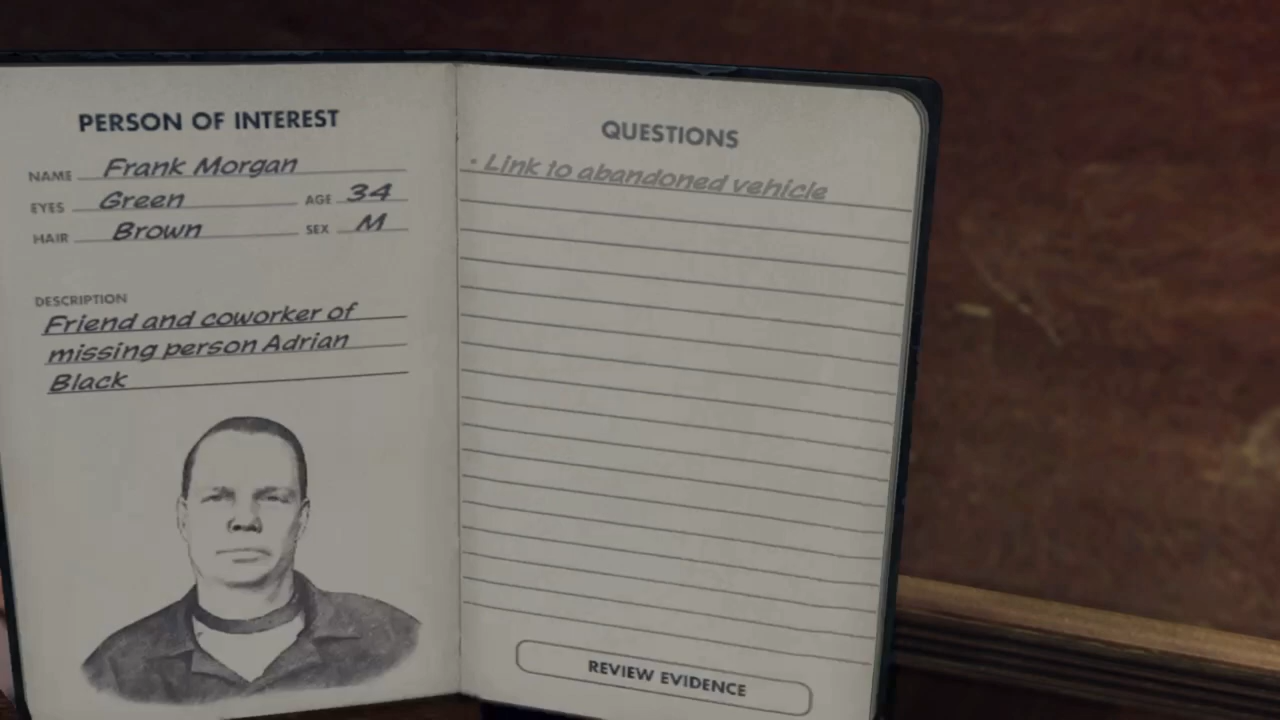 PERSON OF INTEREST
NAME Frank Morgan
EYES Green AGE 34
HAIR Brown SEX M
DESCRIPTION
Friend and coworker of
missing person Adrian
Black
QUESTIONS
• Link to abandoned vehicle
REVIEW EVIDENCE